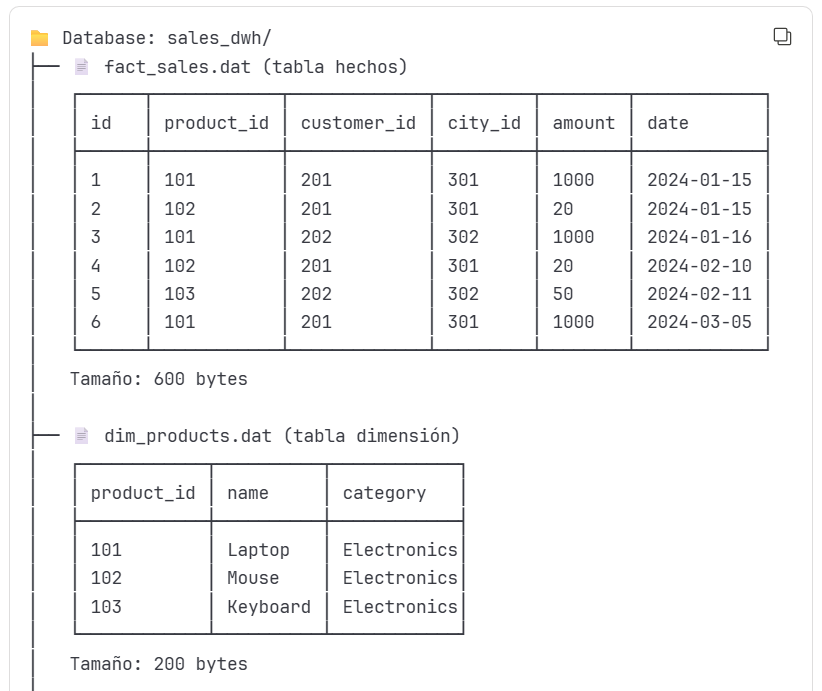 Database: sales_dwh/
fact_sales.dat (tabla hechos)
id product_id customer_id city_id amount date
1 101 201 301 1000 2024-01-15
2 102 201 301 20 2024-01-15
3 101 202 302 1000 2024-01-16
4 102 201 301 20 2024-02-10
5 103 202 302 50 2024-02-11
6 101 201 301 1000 2024-03-05
Tamaño: 600 bytes
dim_products.dat (tabla dimensión)
product_id name category
101 Laptop Electronics
102 Mouse Electronics
103 Keyboard Electronics
Tamaño: 200 bytes